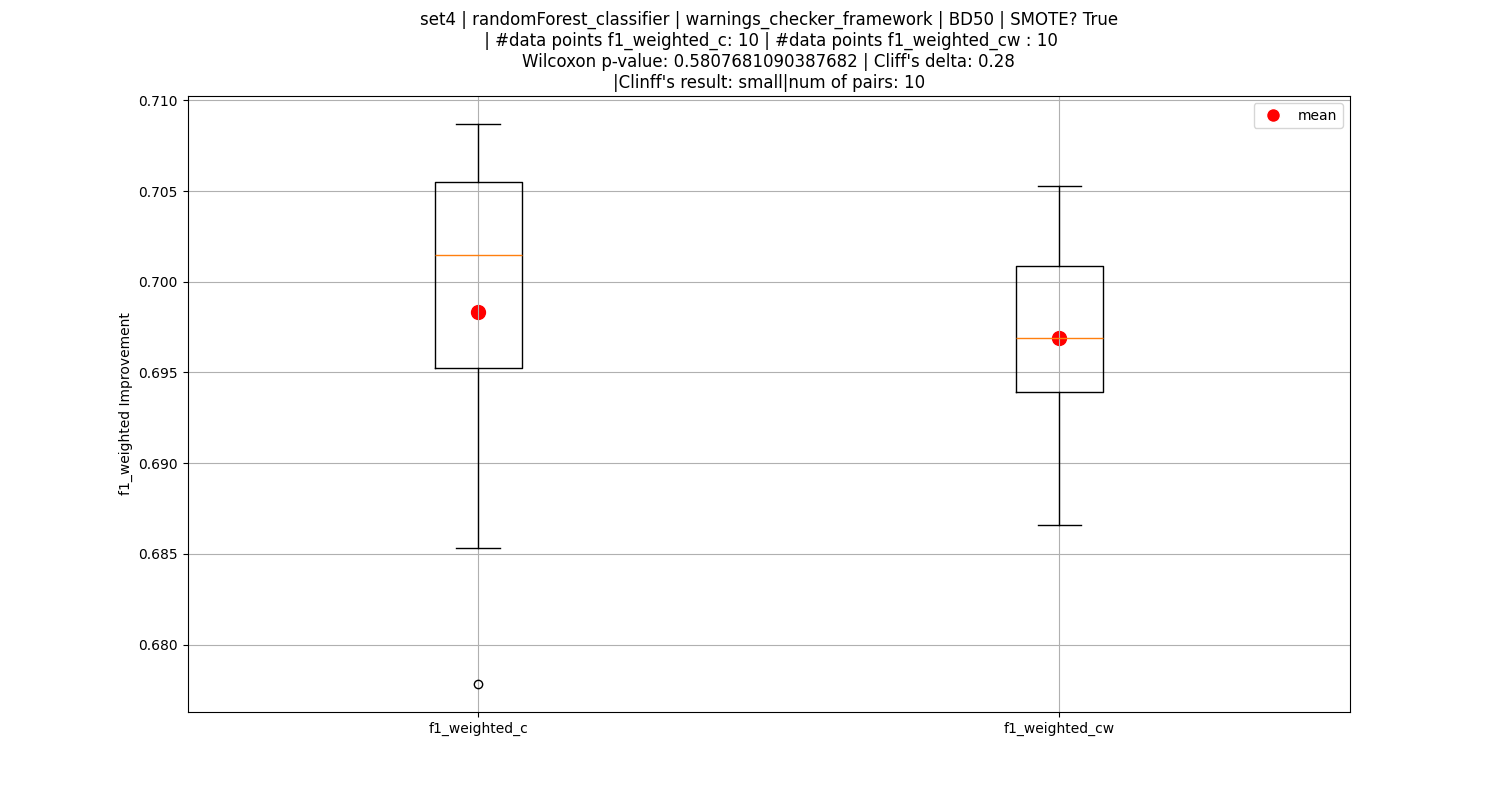 set4 | randomForest_classifier | warnings_checker_framework | BD50 | SMOTE? True
| #data points f1_weighted_c: 10 | #data points f1_weighted_cw : 10
Wilcoxon p-value: 0.5807681090387682 | Cliff's delta: 0.28
|Clinff's result: small|num of pairs: 10
mean
f1_weighted Improvement
0.710
0.705
0.700
0.695
0.690
0.685
0.680
f1_weighted_c
f1_weighted_cw